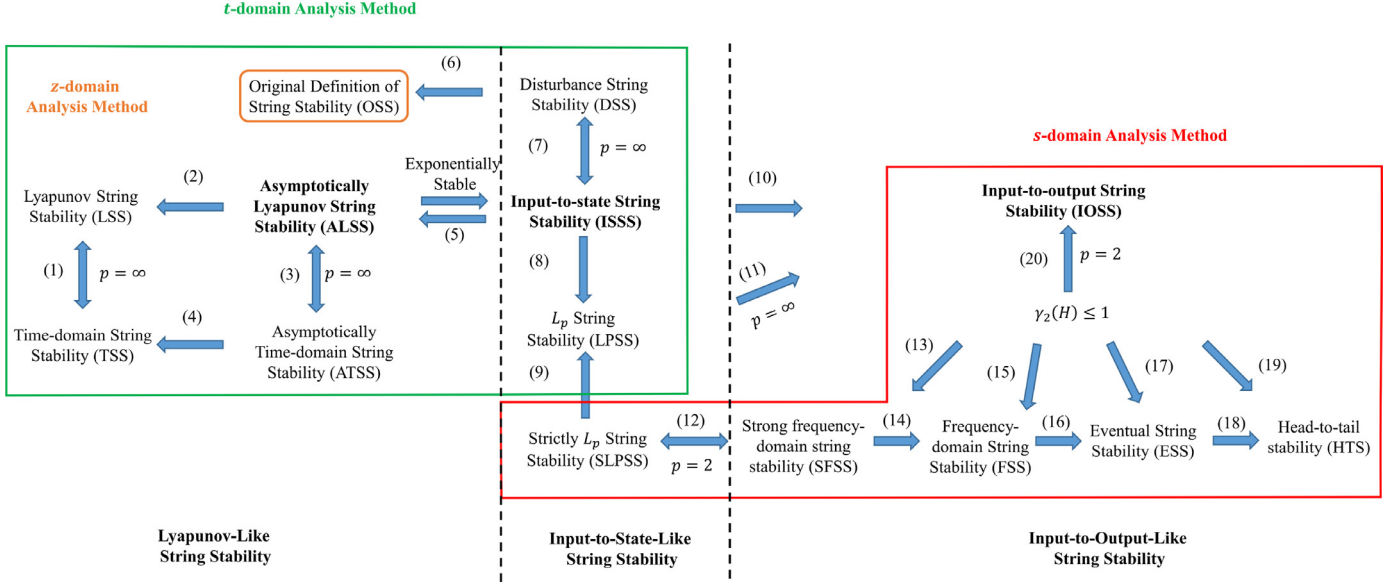 t-domain Analysis Method
z-domain
Analysis Method
Original Definition of
String Stability (OSS)
(6)
Disturbance String
Stability (DSS)
(7)
p = ∞
s-domain Analysis Method
Lyapunov String
Stability (LSS)
(2)
Asymptotically
Lyapunov String
Stability (ALSS)
Exponentially
Stable
(5)
Input-to-state String
Stability (ISSS)
(10)
Input-to-output String
Stability (IOSS)
(1)
p = ∞
(3)
p = ∞
(8)
(11)
p = ∞
(20)
p = 2
γ₂(H) ≤ 1
Time-domain String
Stability (TSS)
(4)
Asymptotically
Time-domain String
Stability (ATSS)
Lₚ String
Stability (LPSS)
(9)
(13)
(15)
(17)
(19)
Strictly Lₚ String
Stability (SLPSS)
(12)
p = 2
Strong frequency-
domain string
stability (SFSS)
(14)
Frequency-
domain String
Stability (FSS)
(16)
Eventual String
Stability (ESS)
(18)
Head-to-tail
stability (HTS)
Lyapunov-Like
String Stability
Input-to-State-Like
String Stability
Input-to-Output-Like
String Stability